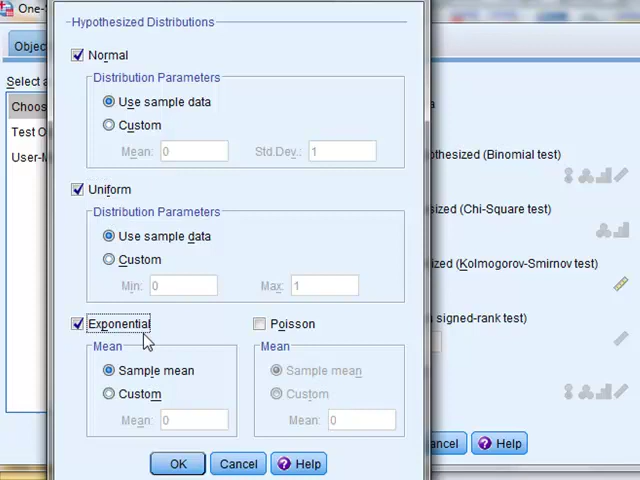 One-
Hypothesized Distributions
Objec
Normal
Select a
Distribution Parameters
Choos
Use sample data
Test O
Custom
User-M
Mean: 0 Std.Dev.: 1
othesized (Binomial test)
Uniform
Distribution Parameters
sized (Chi-Square test)
Use sample data
Custom
ized (Kolmogorov-Smirnov test)
Min: 0 Max: 1
Exponential Poisson
signed-rank test)
Mean Mean
Sample mean Sample mean
Custom Custom
Mean: 0 Mean: 0
OK Cancel Help
ancel Help